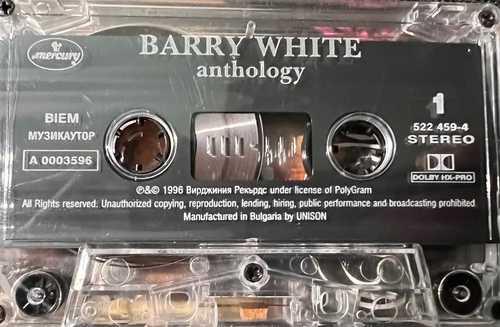 mercury
BARRY WHITE
anthology
BIEM
МУЗИКАУТОР
A 0003596
1
522 459-4
STEREO
DOLBY HX-PRO
℗&© 1996 Вирджиния Рекърдс under license of PolyGram
All Rights reserved. Unauthorized copying, reproduction, lending, hiring, public performance and broadcasting prohibited
Manufactured in Bulgaria by UNISON